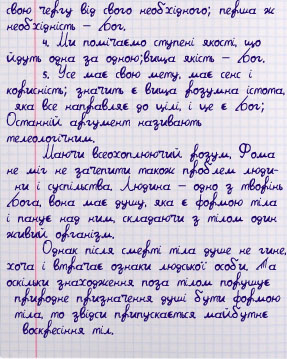 свою чергу від свого необхідного; перша ж
необхідність – Бог.
4. Ми помічаємо ступені якості, що
йдуть одна за одною; вища якість – Бог.
5. Усе має свою мету, має сенс і
корисність; значить є вища розумна істота,
яка все направляє до цілі, і це є Бог;
Останній аргумент називають
телеологічним.
Маючи всеохоплюючий розум, Фома
не міг не зачепити також проблем люди-
ни і суспільства. Людина – одно з творінь
Бога, вона має душу, яка є формою тіла
і панує над ним, складаючи з тілом один
живий організм.
Однак після смерті тіла душе не гине,
хоча і втрачає ознаки людської особи. Та
оскільки знаходження поза тілом порушує
природне призначення душі бути формою
тіла, то звідси припускається майбутнє
воскресіння тіл.